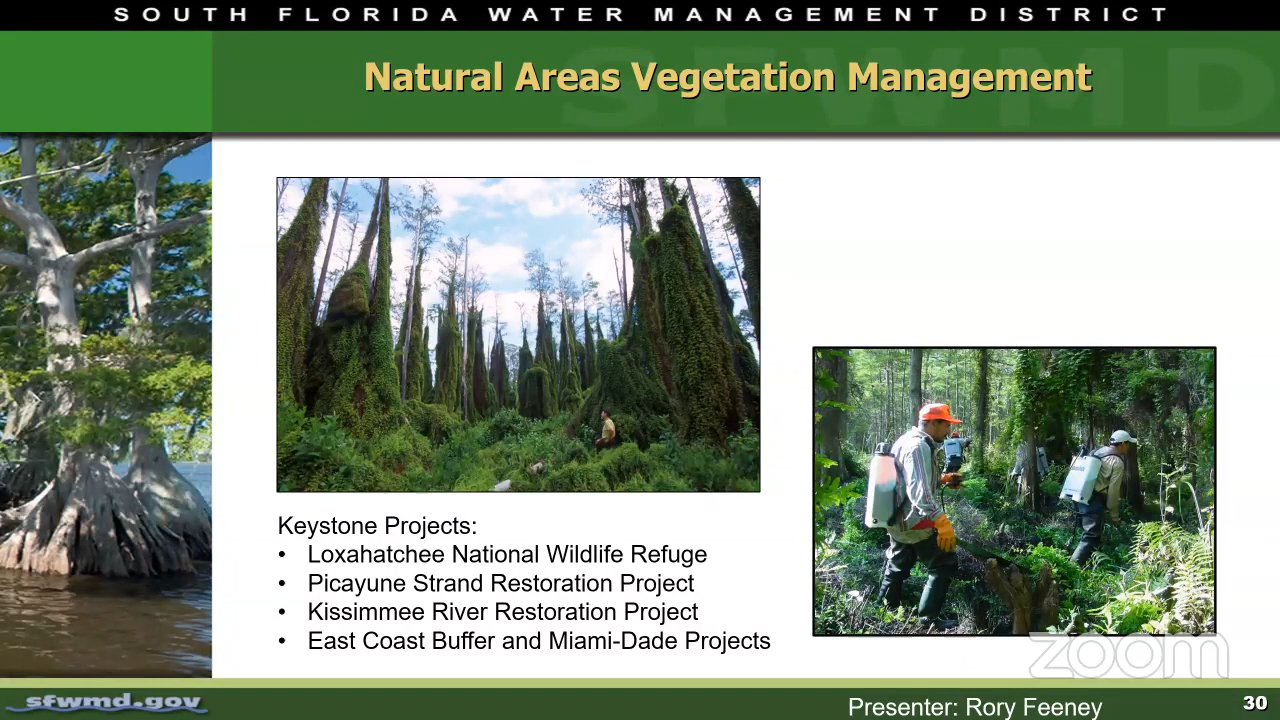 SOUTH FLORIDA WATER MANAGEMENT DISTRICT
SFWMD
Natural Areas Vegetation Management
Keystone Projects:
• Loxahatchee National Wildlife Refuge
• Picayune Strand Restoration Project
• Kissimmee River Restoration Project
• East Coast Buffer and Miami-Dade Projects
zoom
sfwmd.gov
Presenter: Rory Feeney
30